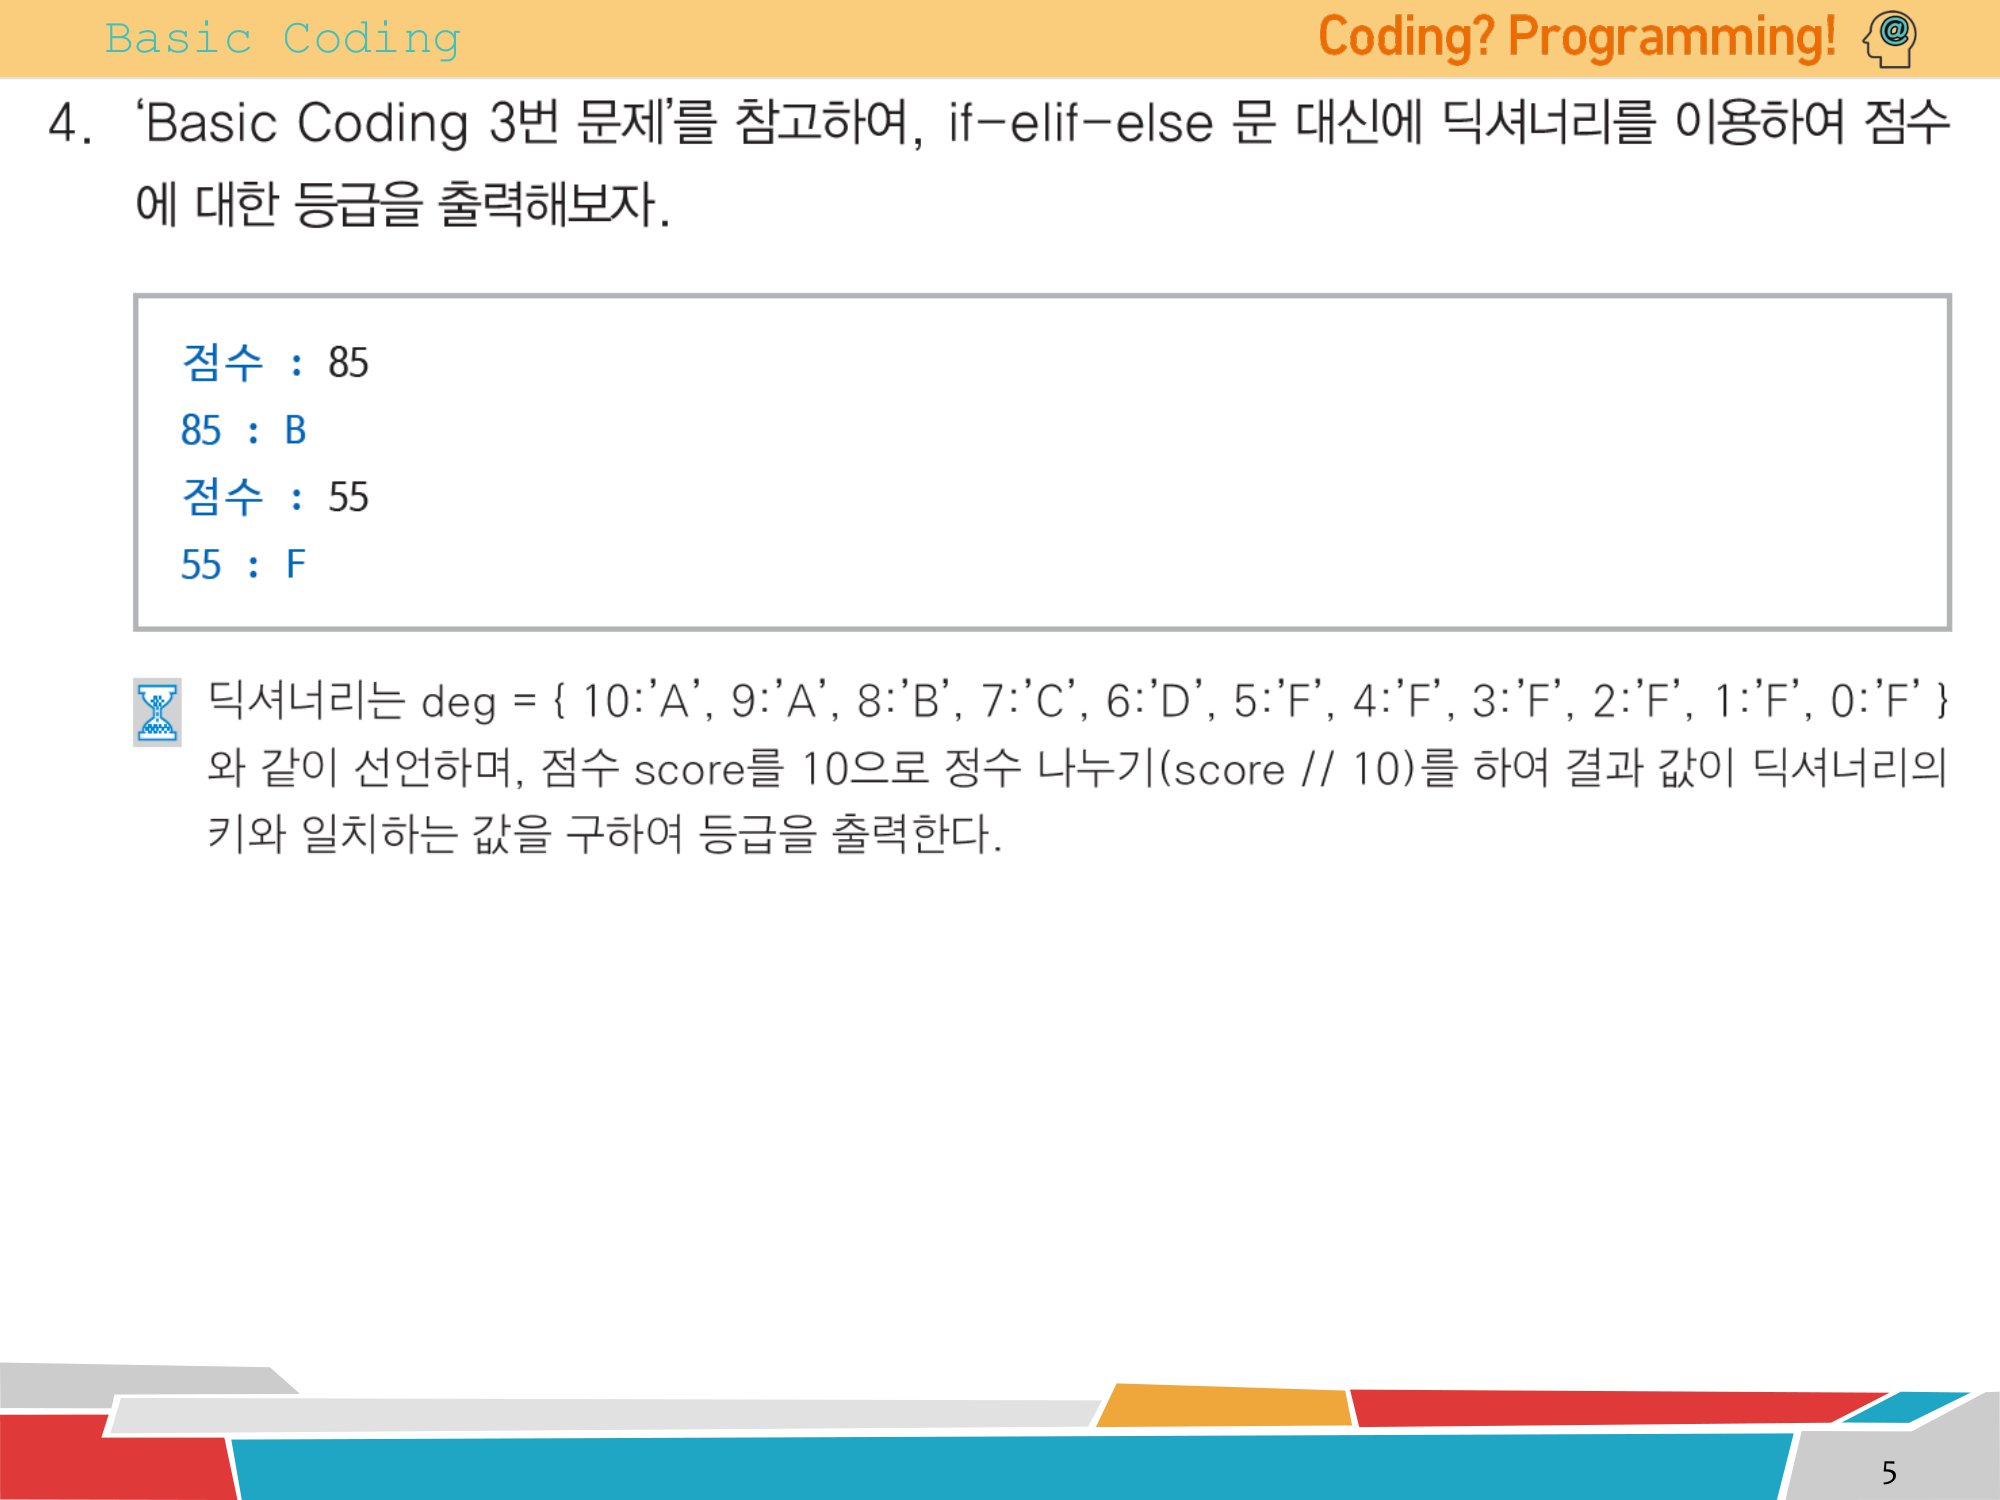 Basic Coding
Coding? Programming!
4. ‘Basic Coding 3번 문제’를 참고하여, if-elif-else 문 대신에 딕셔너리를 이용하여 점수
에 대한 등급을 출력해보자.
점수 : 85
85 : B
점수 : 55
55 : F
딕셔너리는 deg = { 10:’A’, 9:’A’, 8:’B’, 7:’C’, 6:’D’, 5:’F’, 4:’F’, 3:’F’, 2:’F’, 1:’F’, 0:’F’ }
와 같이 선언하며, 점수 score를 10으로 정수 나누기(score // 10)를 하여 결과 값이 딕셔너리의
키와 일치하는 값을 구하여 등급을 출력한다.
5